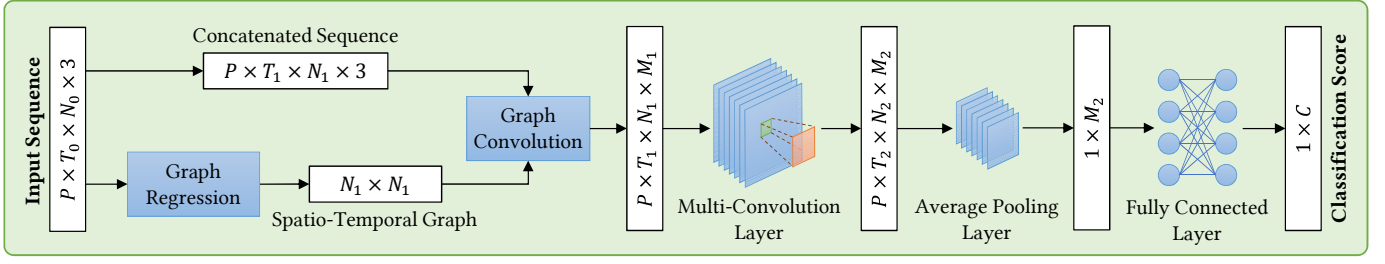 Input Sequence
P × T₀ × N₀ × 3
Concatenated Sequence
P × T₁ × N₁ × 3
Graph
Regression
N₁ × N₁
Spatio-Temporal Graph
Graph
Convolution
P × T₁ × N₁ × M₁
Multi-Convolution
Layer
P × T₂ × N₂ × M₂
Average Pooling
Layer
1 × M₂
Fully Connected
Layer
1 × C
Classification Score